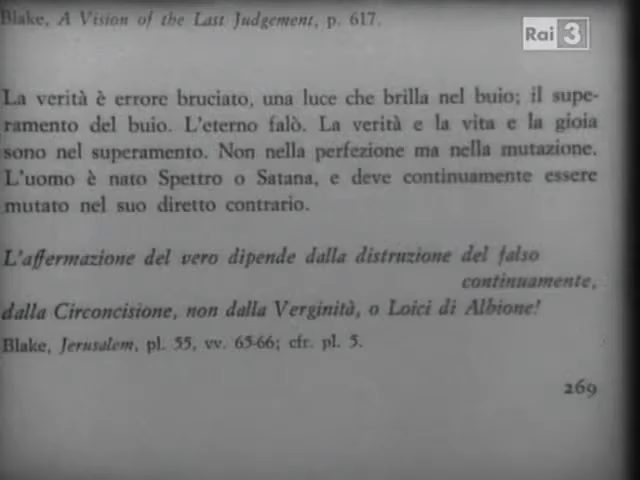 Blake, A Vision of the Last Judgement, p. 617.
Rai 3
La verità è errore bruciato, una luce che brilla nel buio; il supe-
ramento del buio. L'eterno falò. La verità e la vita e la gioia
sono nel superamento. Non nella perfezione ma nella mutazione.
L'uomo è nato Spettro o Satana, e deve continuamente essere
mutato nel suo diretto contrario.
L'affermazione del vero dipende dalla distruzione del falso
continuamente,
dalla Circoncisione, non dalla Verginità, o Loici di Albione!
Blake, Jerusalem, pl. 55, vv. 65-66; cfr. pl. 5.
269